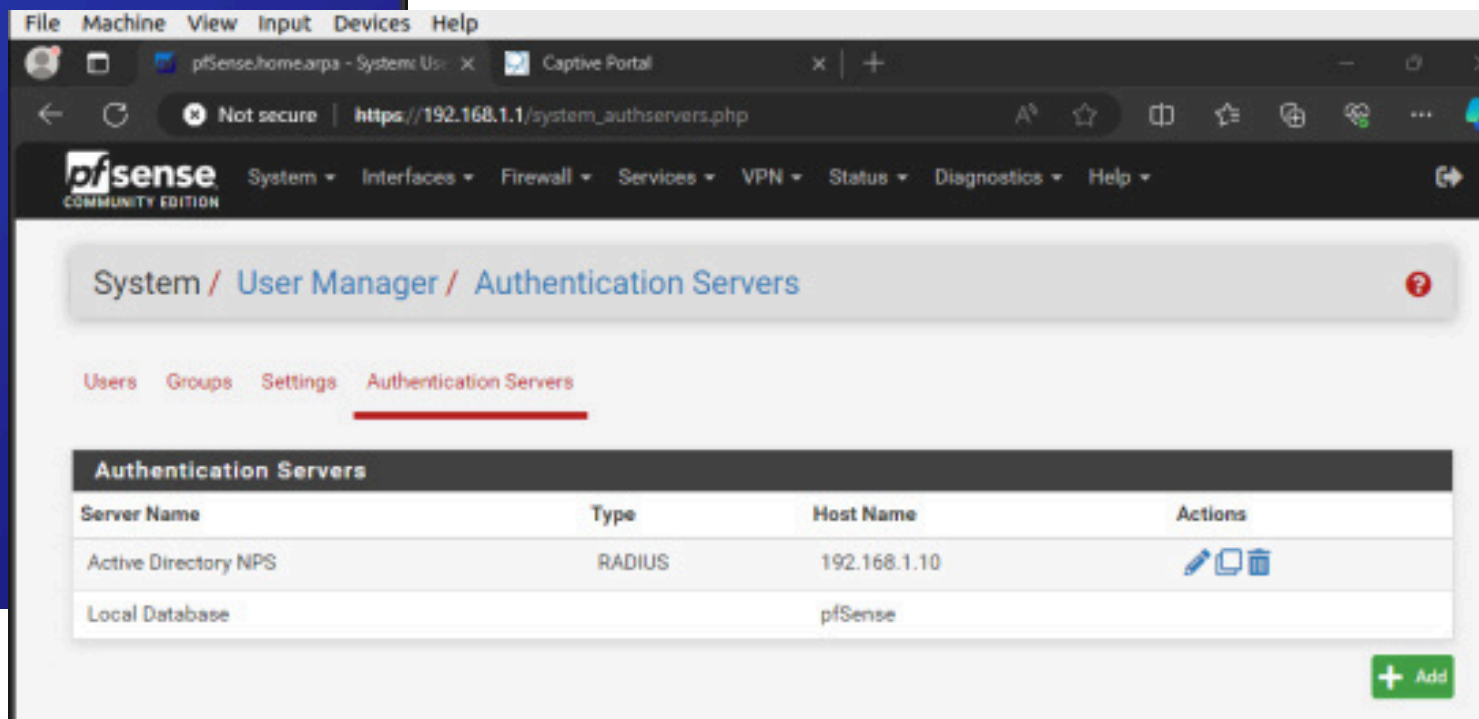 File Machine View Input Devices Help
pfSense.home.arpa - System: Us Captive Portal
Not secure https://192.168.1.1/system_authservers.php
pfsense System Interfaces Firewall Services VPN Status Diagnostics Help
COMMUNITY EDITION
System / User Manager / Authentication Servers
Users Groups Settings Authentication Servers
Authentication Servers
Server Name Type Host Name Actions
Active Directory NPS RADIUS 192.168.1.10
Local Database pfSense
+ Add